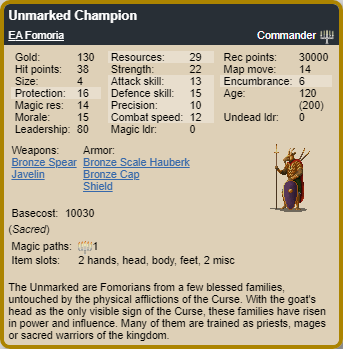 Unmarked Champion
EA Fomoria Commander
Gold: 130 Resources: 29 Rec points: 30000
Hit points: 38 Strength: 22 Map move: 14
Size: 4 Attack skill: 13 Encumbrance: 6
Protection: 16 Defence skill: 15 Age: 120
Magic res: 14 Precision: 10 (200)
Morale: 15 Combat speed: 12 Undead ldr: 0
Leadership: 80 Magic ldr: 0
Weapons: Armor:
Bronze Spear Bronze Scale Hauberk
Javelin Bronze Cap
Shield
Basecost: 10030
(Sacred)
Magic paths: 1
Item slots: 2 hands, head, body, feet, 2 misc
The Unmarked are Fomorians from a few blessed families,
untouched by the physical afflictions of the Curse. With the goat's
head as the only visible sign of the Curse, these families have risen
in power and influence. Many of them are trained as priests, mages
or sacred warriors of the kingdom.